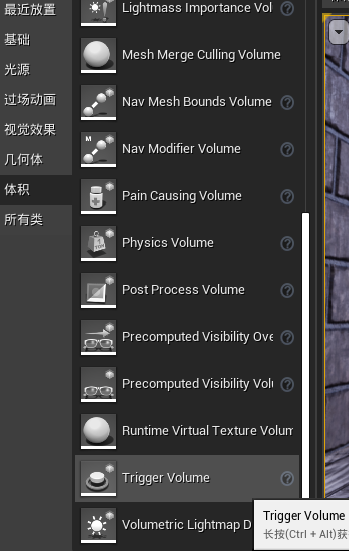 最近放置
基础
光源
过场动画
视觉效果
几何体
体积
所有类
Lightmass Importance Vol
Mesh Merge Culling Volume
Nav Mesh Bounds Volume
M
Nav Modifier Volume
Pain Causing Volume
Physics Volume
Post Process Volume
Precomputed Visibility Ove
Precomputed Visibility Volu
Runtime Virtual Texture Volum
Trigger Volume
Volumetric Lightmap D
Trigger Volume
长按(Ctrl + Alt)获